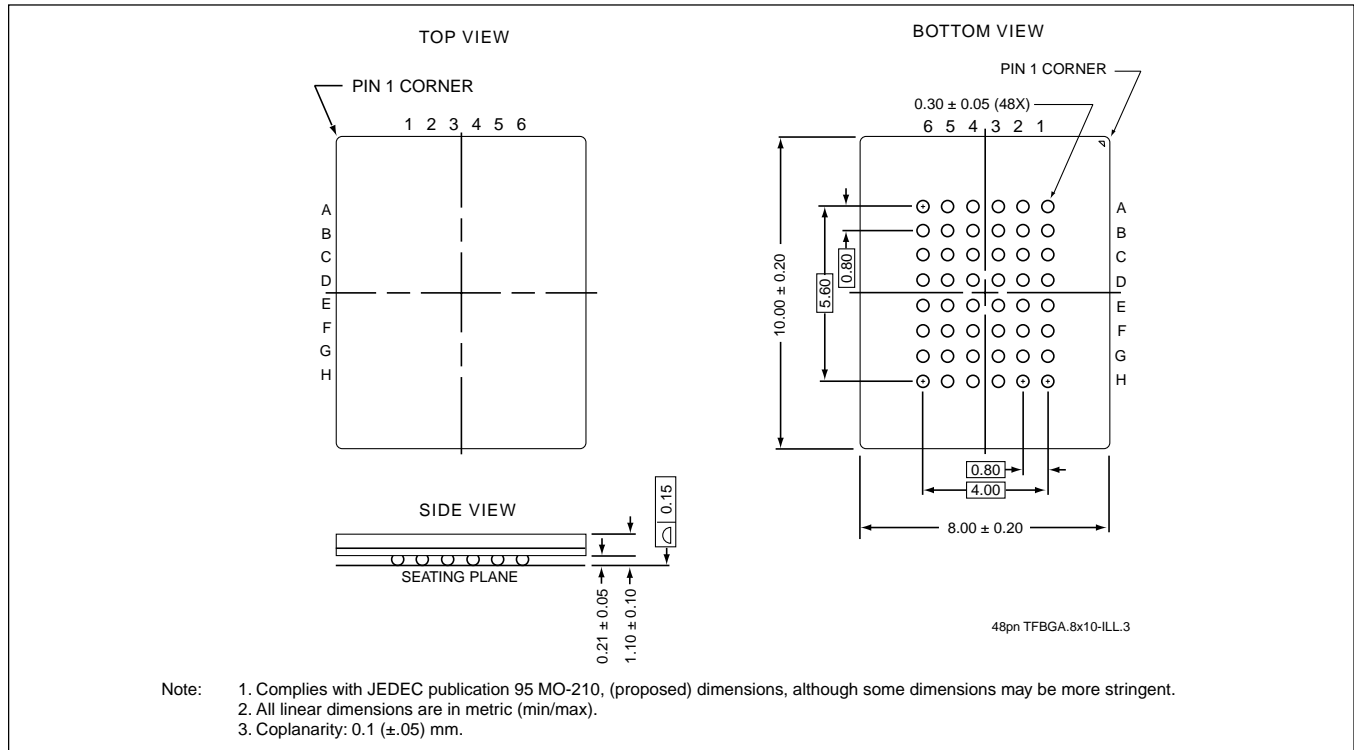 TOP VIEW
PIN 1 CORNER
1 2 3 4 5 6
A
B
C
D
E
F
G
H
BOTTOM VIEW
PIN 1 CORNER
0.30 ± 0.05 (48X)
6 5 4 3 2 1
A
B
C
D
E
F
G
H
10.00 ± 0.20
5.60
0.80
0.80
4.00
8.00 ± 0.20
SIDE VIEW
SEATING PLANE
0.15
0.21 ± 0.05
1.10 ± 0.10
48pn TFBGA.8x10-ILL.3
Note: 1. Complies with JEDEC publication 95 MO-210, (proposed) dimensions, although some dimensions may be more stringent.
2. All linear dimensions are in metric (min/max).
3. Coplanarity: 0.1 (±.05) mm.